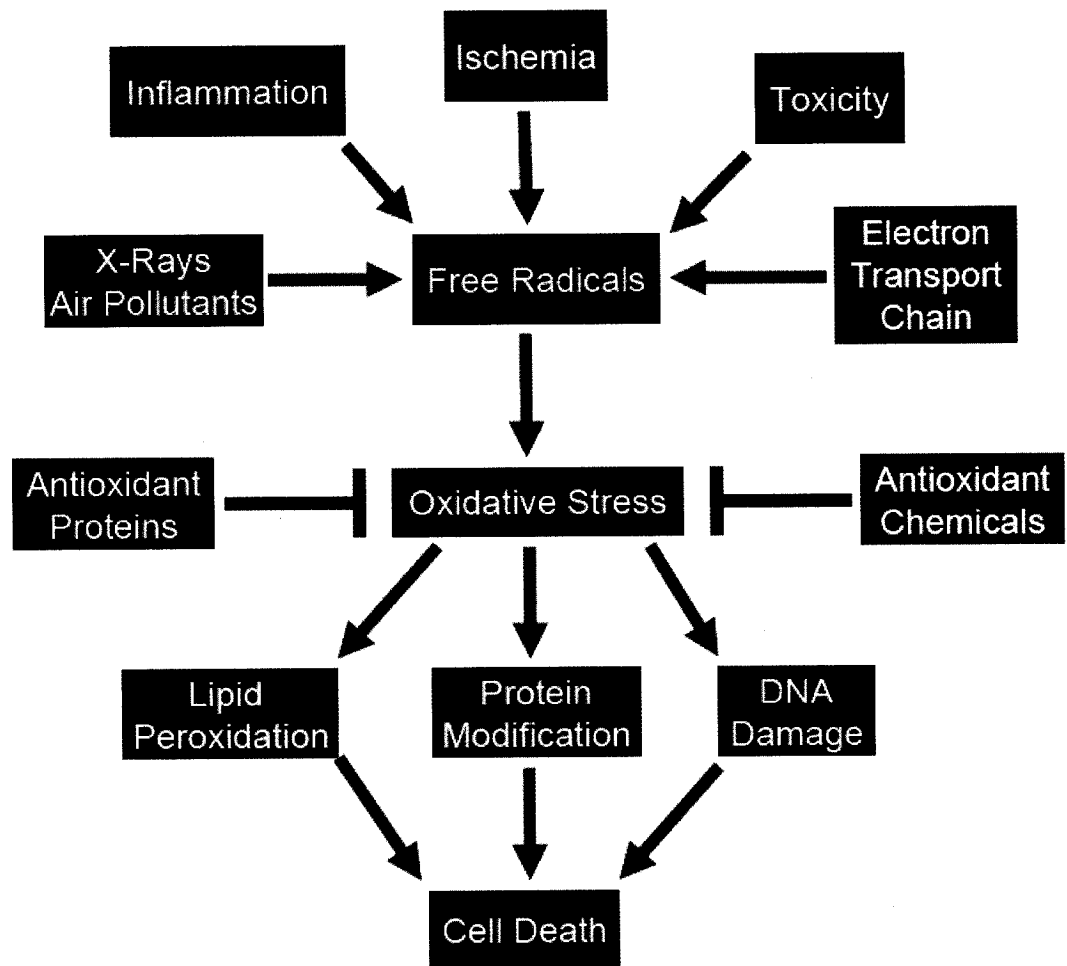 Ischemia
Inflammation
Toxicity
X-Rays
Air Pollutants
Free Radicals
Electron
Transport
Chain
Antioxidant
Proteins
Oxidative Stress
Antioxidant
Chemicals
Lipid
Peroxidation
Protein
Modification
DNA
Damage
Cell Death